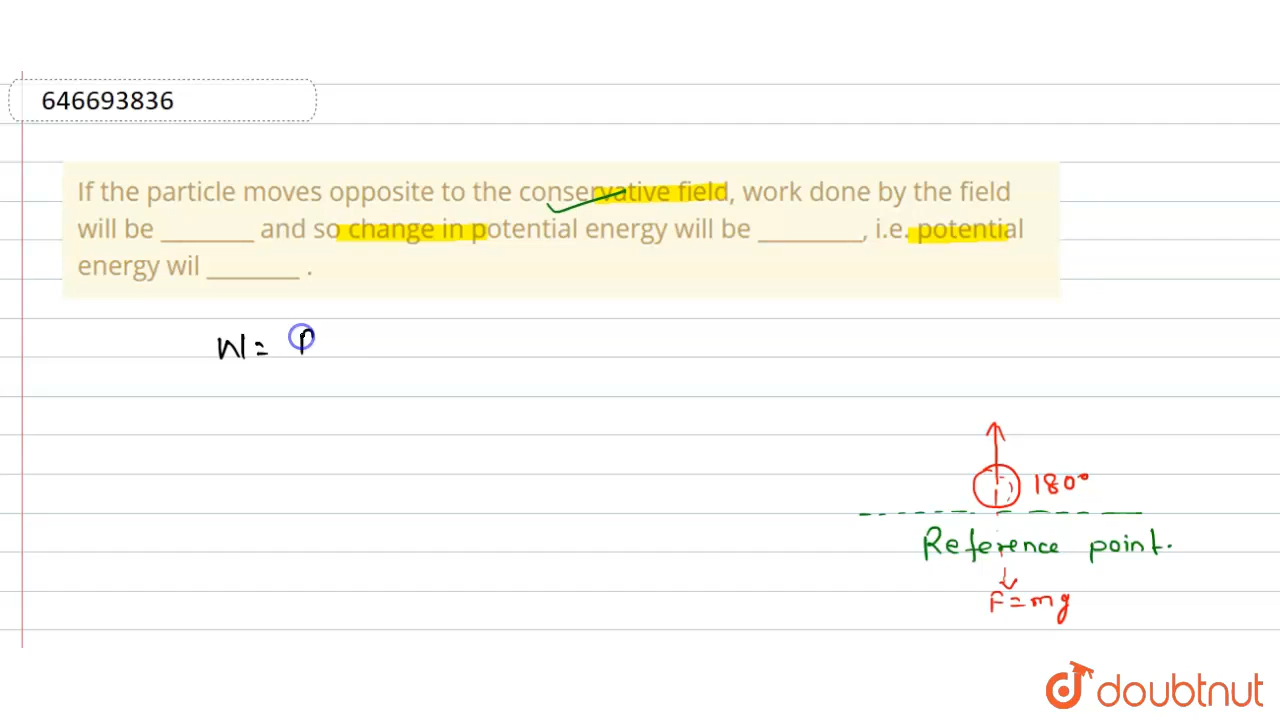 646693836
If the particle moves opposite to the conservative field, work done by the field
will be ________ and so change in potential energy will be ________, i.e. potential
energy wil ________ .
W =
180°
Reference point.
F = mg
doubtnut